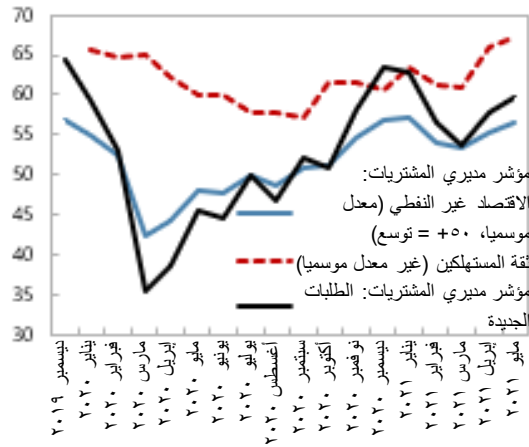 70
65
60
55
50
45
40
35
30
مؤشر مديري المشتريات:
الاقتصاد غير النفطي (معدل
موسميا، ٥٠+ = توسع)
ثقة المستهلكين (غير معدل موسميا)
مؤشر مديري المشتريات: الطلبات
الجديدة
ديسمبر ٢٠١٩
يناير ٢٠٢٠
فبراير ٢٠٢٠
مارس ٢٠٢٠
ابريل ٢٠٢٠
مايو ٢٠٢٠
يونيو ٢٠٢٠
يوليو ٢٠٢٠
أغسطس ٢٠٢٠
سبتمبر ٢٠٢٠
أكتوبر ٢٠٢٠
نوفمبر ٢٠٢٠
ديسمبر ٢٠٢٠
يناير ٢٠٢١
فبراير ٢٠٢١
مارس ٢٠٢١
ابريل ٢٠٢١
مايو ٢٠٢١